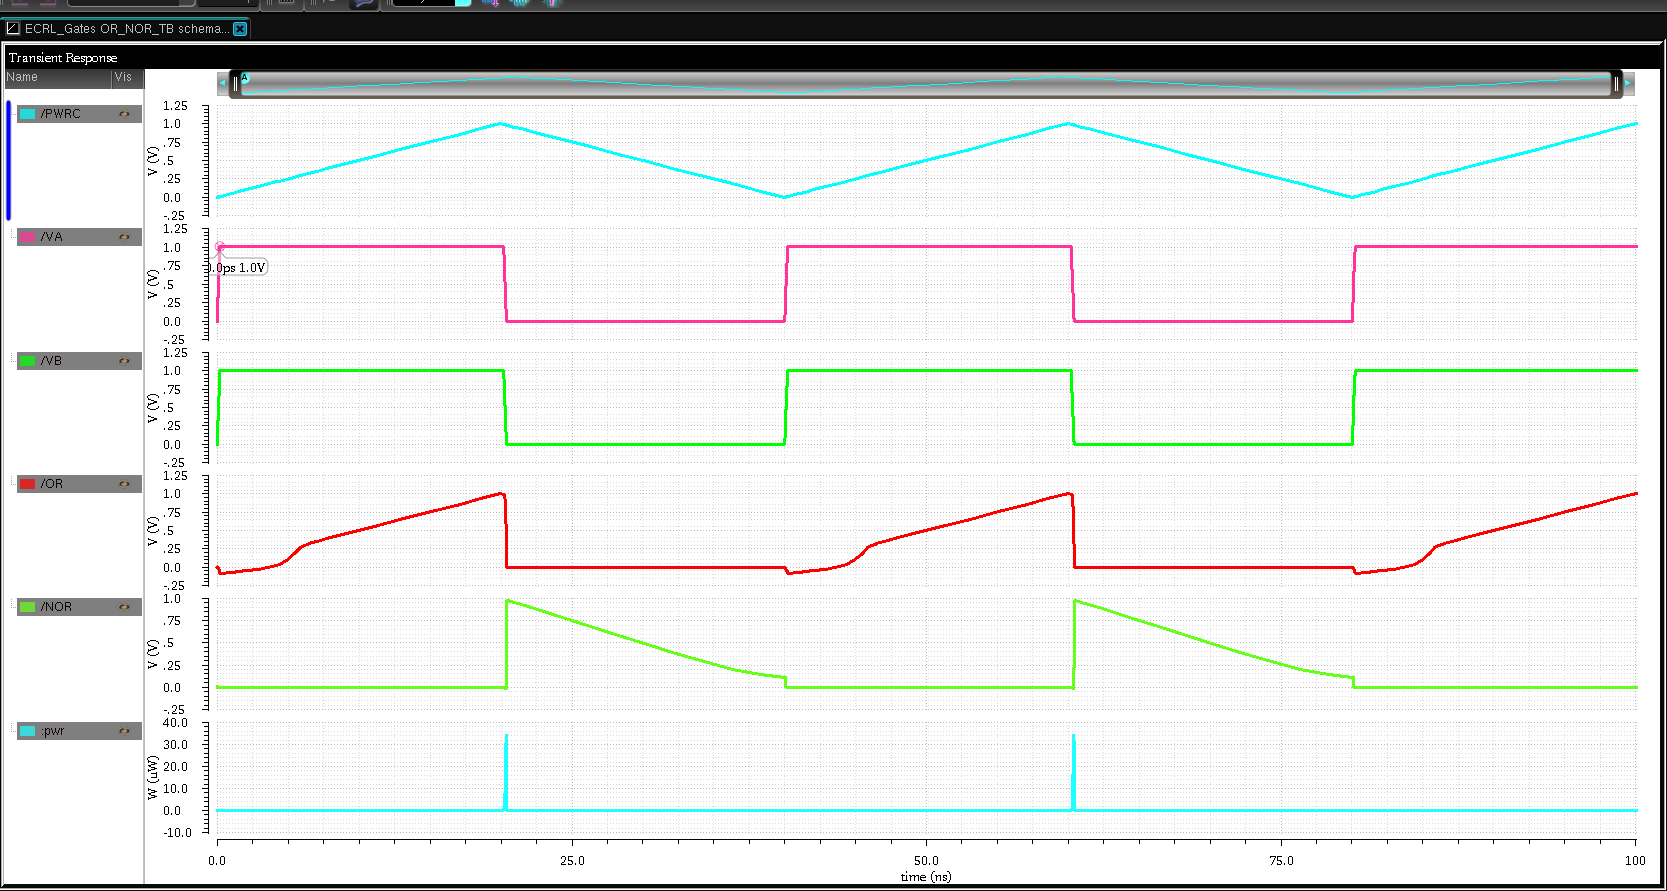 ECRL_Gates OR_NOR_TB schema...
Transient Response
Name Vis
A
/PWRC
1.25
1.0
.75
.5
.25
0.0
-.25
V (V)
/VA
1.25
1.0
.75
.5
.25
0.0
-.25
V (V)
0.0ps 1.0V
/VB
1.25
1.0
.75
.5
.25
0.0
-.25
V (V)
/OR
1.25
1.0
.75
.5
.25
0.0
-.25
V (V)
/NOR
1.0
.75
.5
.25
0.0
-.25
V (V)
:pwr
40.0
30.0
20.0
10.0
0.0
-10.0
W (uW)
0.0 25.0 50.0 75.0 100
time (ns)